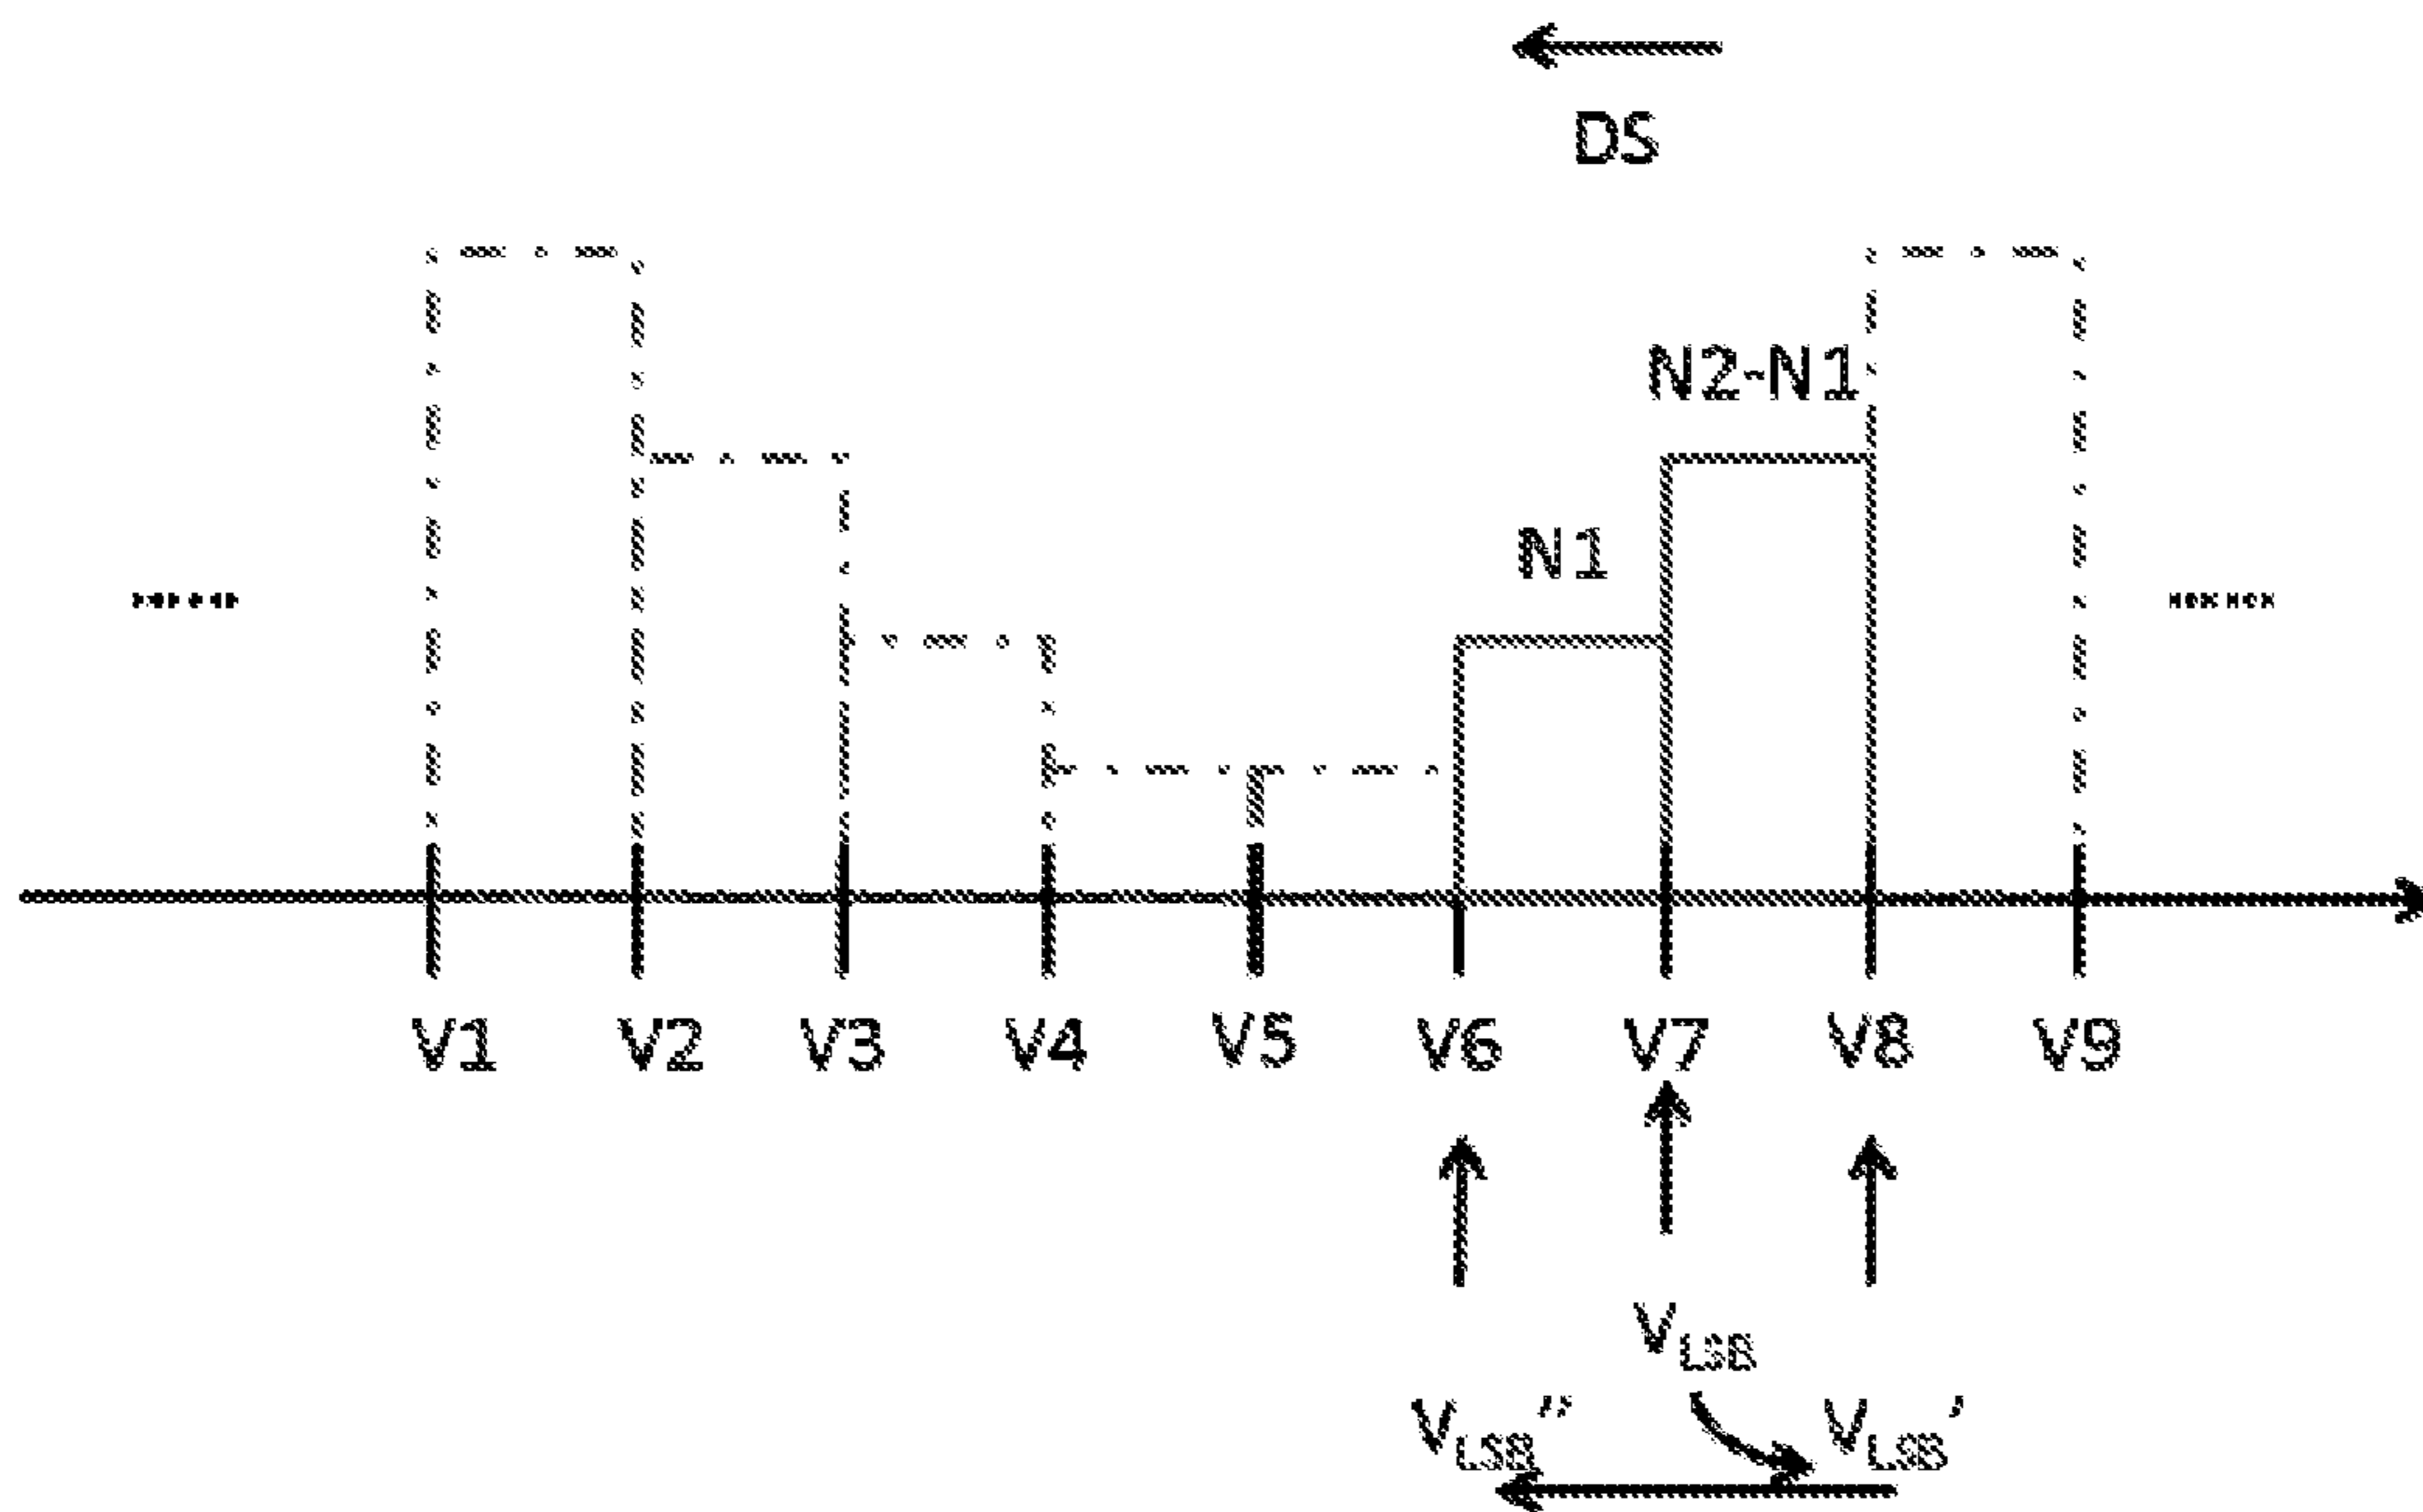 DS
N2-N1
N1
......
......
V1 V2 V3 V4 V5 V6 V7 V8 V9
VLSB
VLSB" VLSB'